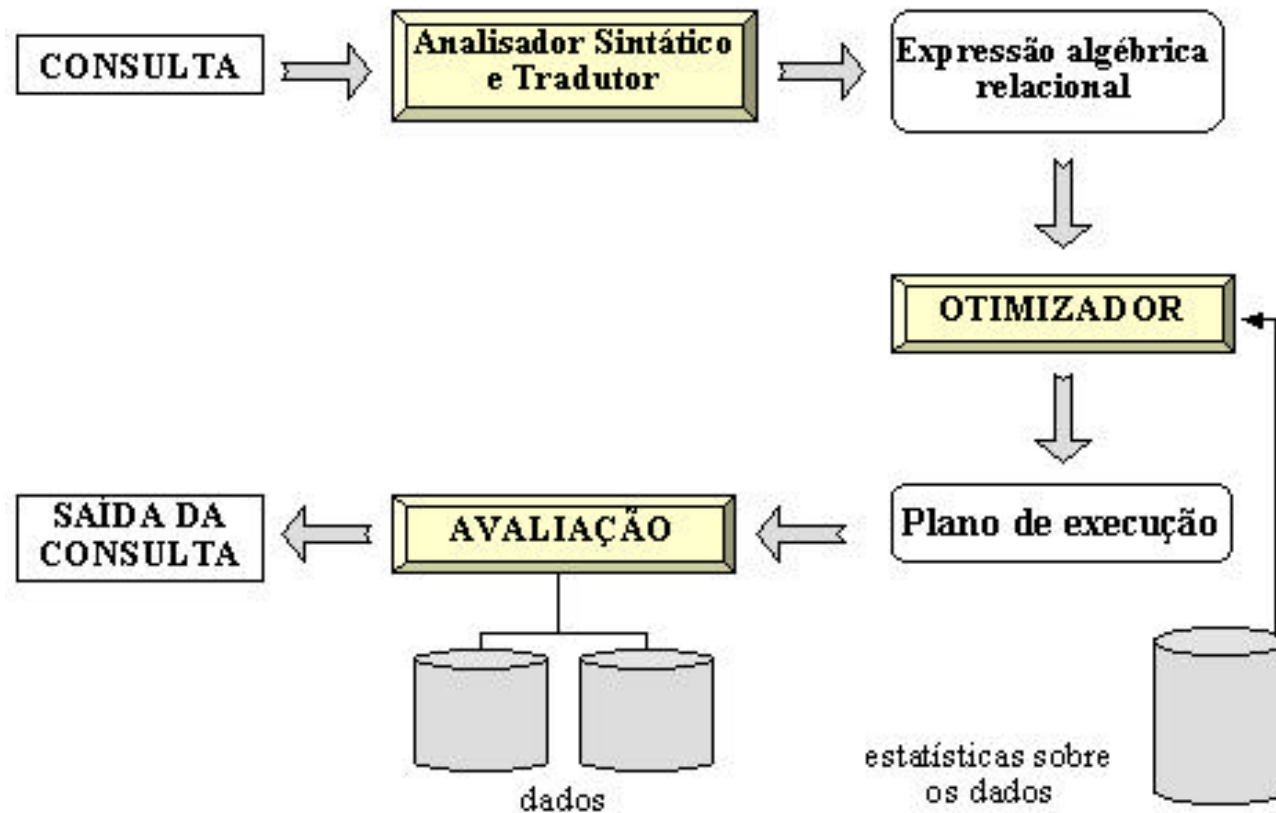 CONSULTA
Analisador Sintático
e Tradutor
Expressão algébrica
relacional
OTIMIZADOR
SAÍDA DA
CONSULTA
AVALIAÇÃO
Plano de execução
estatísticas sobre
os dados
dados